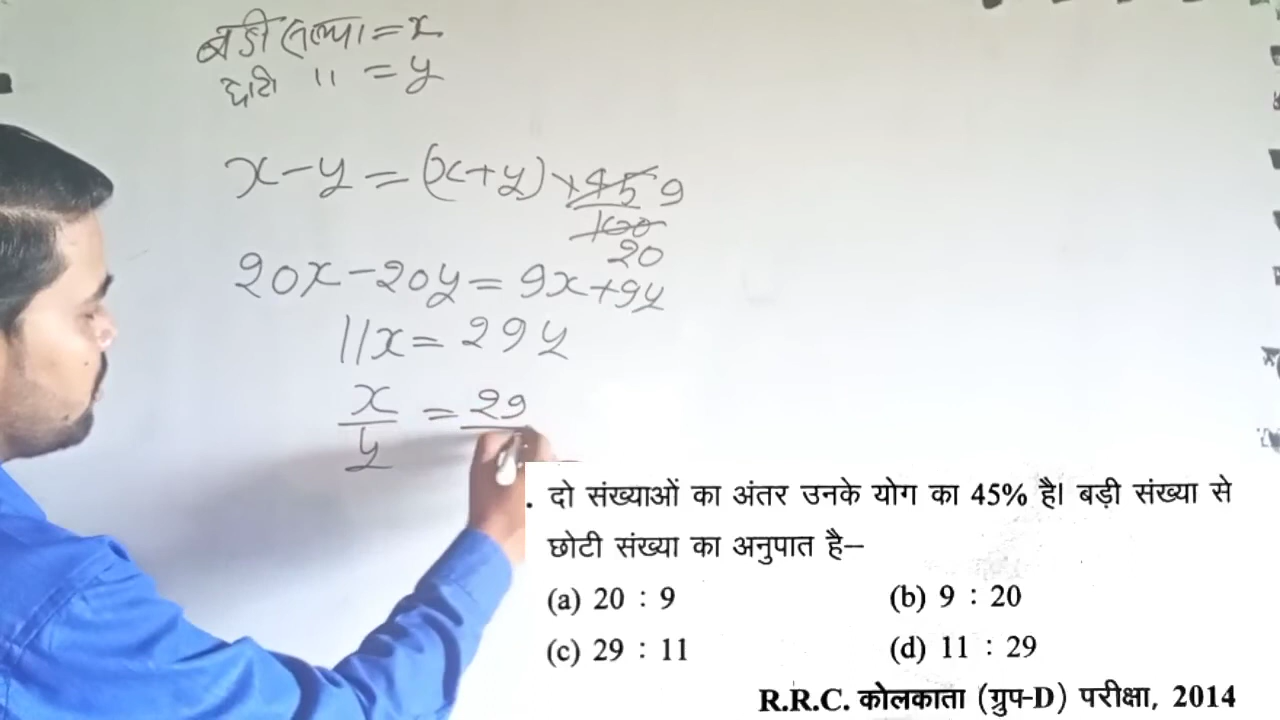 बड़ी संख्या = x
छोटी " = y
x - y = (x + y) × 45 9
100
20
20x - 20y = 9x + 9y
11x = 29y
x = 29
y
. दो संख्याओं का अंतर उनके योग का 45% है। बड़ी संख्या से
छोटी संख्या का अनुपात है–
(a) 20 : 9 (b) 9 : 20
(c) 29 : 11 (d) 11 : 29
R.R.C. कोलकाता (ग्रुप-D) परीक्षा, 2014